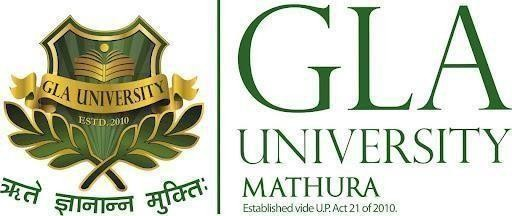 GLA UNIVERSITY
ESTD. 2010
ऋते ज्ञानान्न मुक्तिः
GLA
UNIVERSITY
MATHURA
Established vide U.P. Act 21 of 2010.